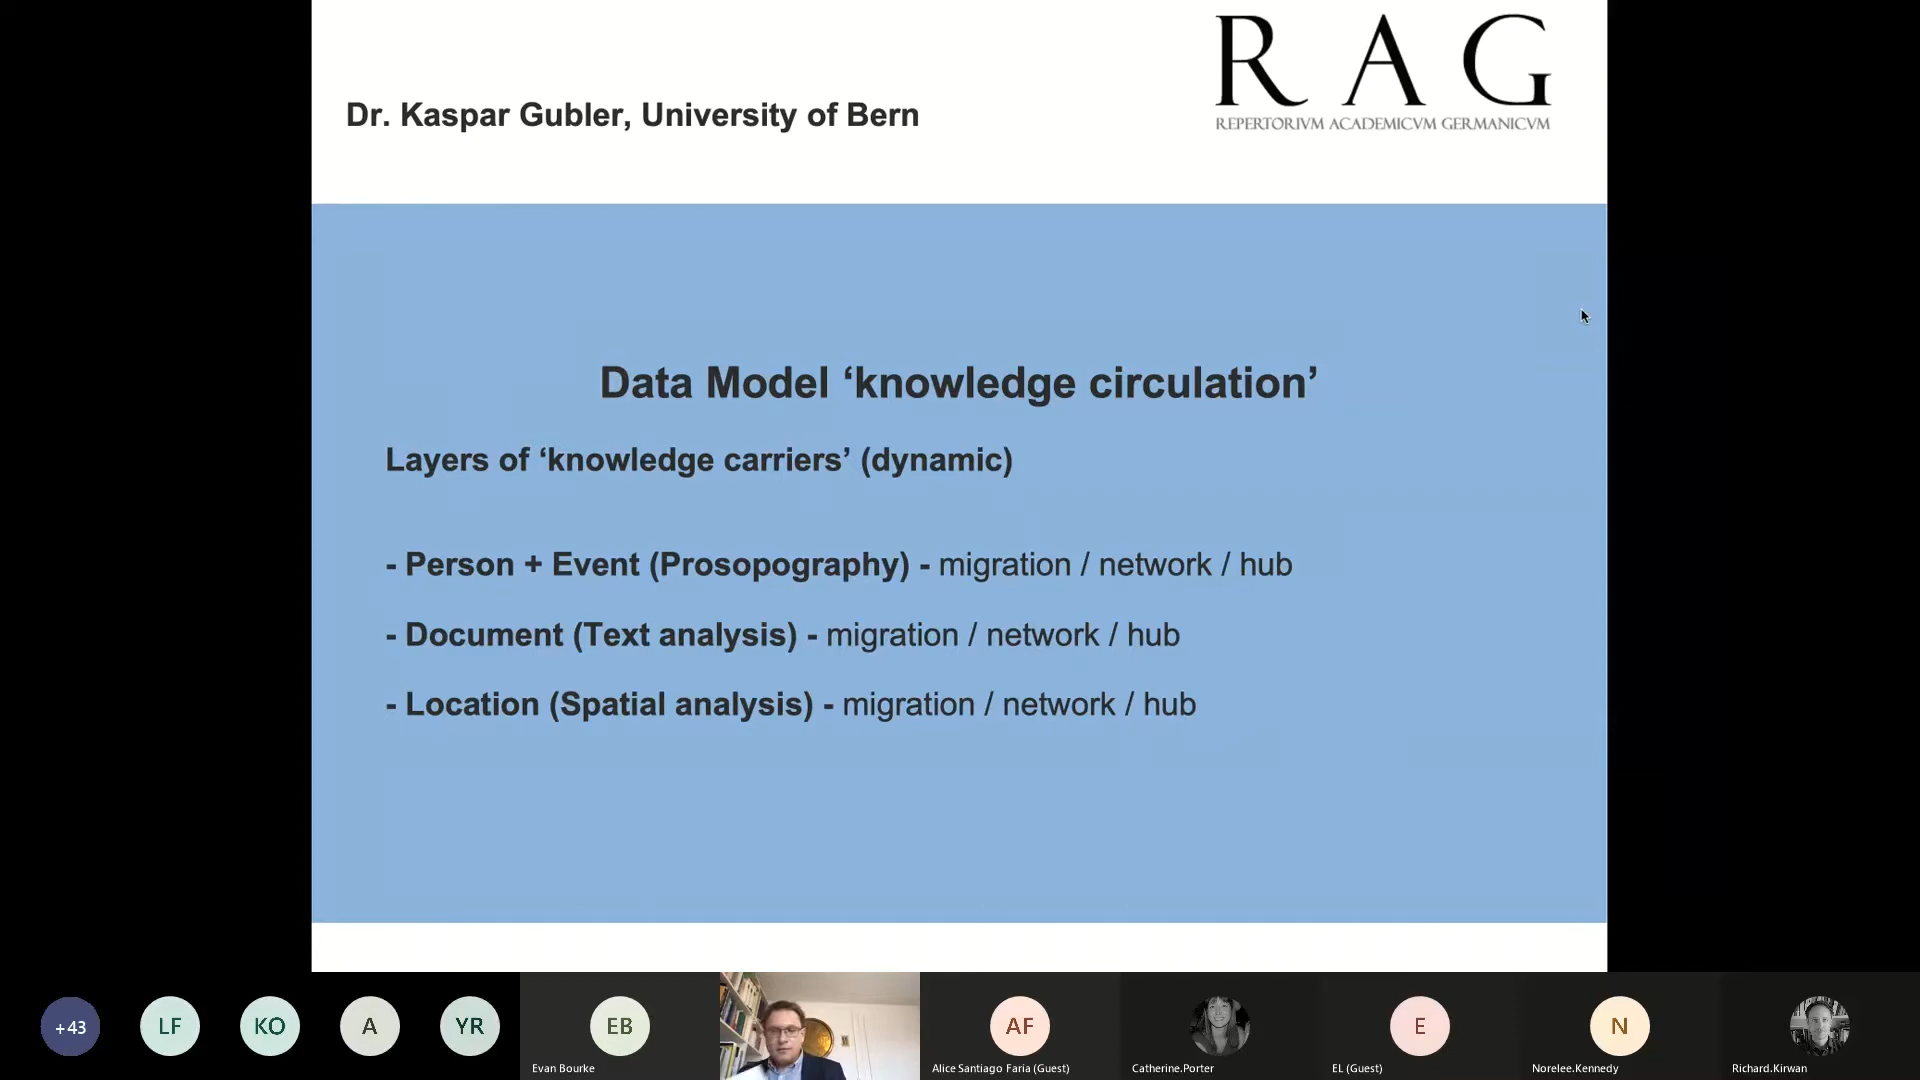 R A G
REPERTORIVM ACADEMICVM GERMANICVM
Dr. Kaspar Gubler, University of Bern
Data Model ‘knowledge circulation’
Layers of ‘knowledge carriers’ (dynamic)
- Person + Event (Prosopography) - migration / network / hub
- Document (Text analysis) - migration / network / hub
- Location (Spatial analysis) - migration / network / hub
+43
LF
KO
A
YR
EB
AF
E
N
Evan Bourke
Alice Santiago Faria (Guest)
Catherine.Porter
EL (Guest)
Norelee.Kennedy
Richard.Kirwan